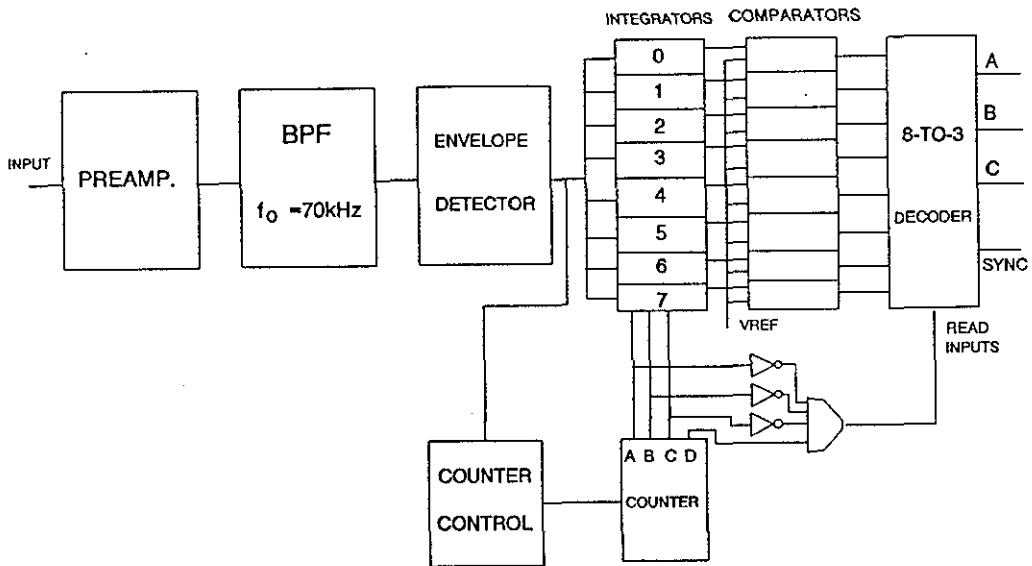 INTEGRATORS
COMPARATORS
INPUT
PREAMP.
BPF
fo =70kHz
ENVELOPE
DETECTOR
0
1
2
3
4
5
6
7
VREF
8-TO-3
DECODER
A
B
C
SYNC
READ
INPUTS
COUNTER
CONTROL
A B C D
COUNTER